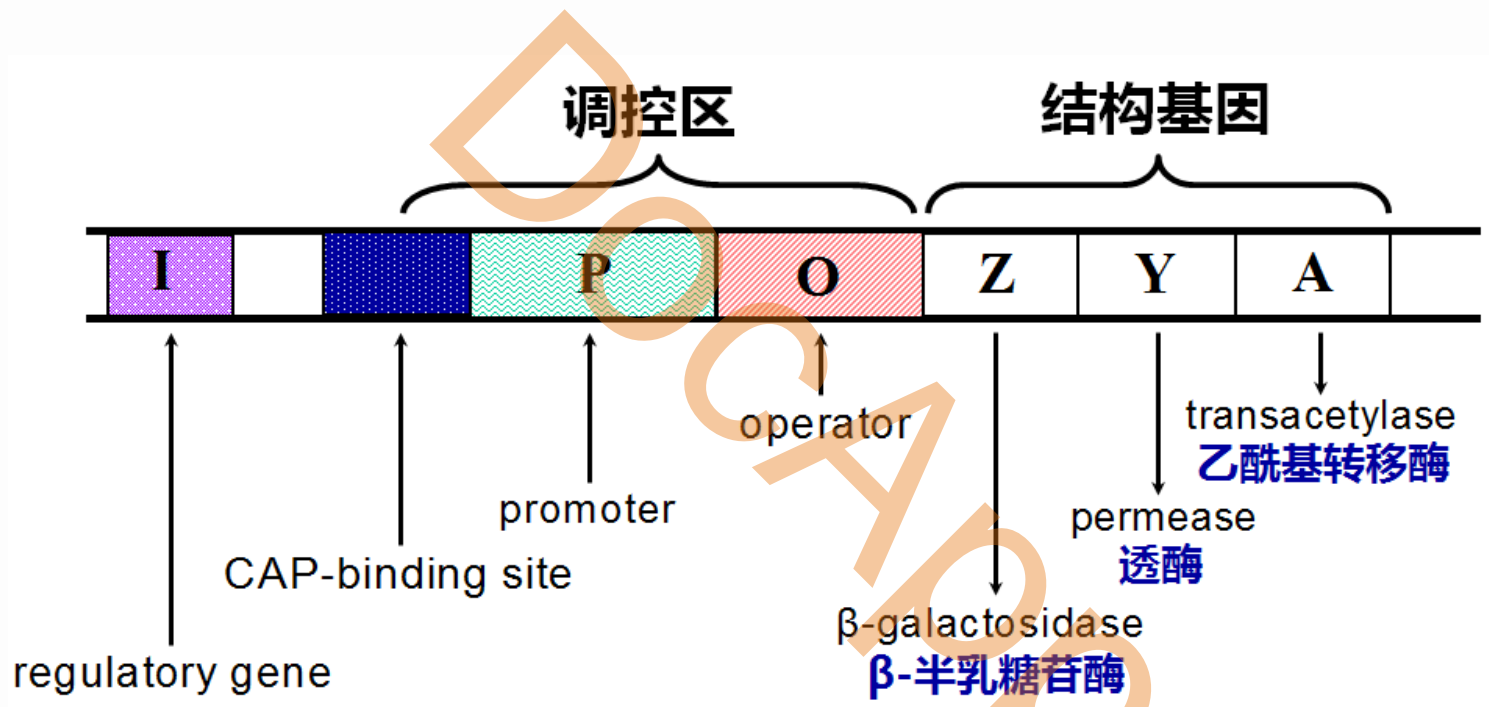 调控区
结构基因
I
P
O
Z
Y
A
operator
transacetylase
乙酰基转移酶
promoter
permease
透酶
CAP-binding site
β-galactosidase
β-半乳糖苷酶
regulatory gene
DocApp